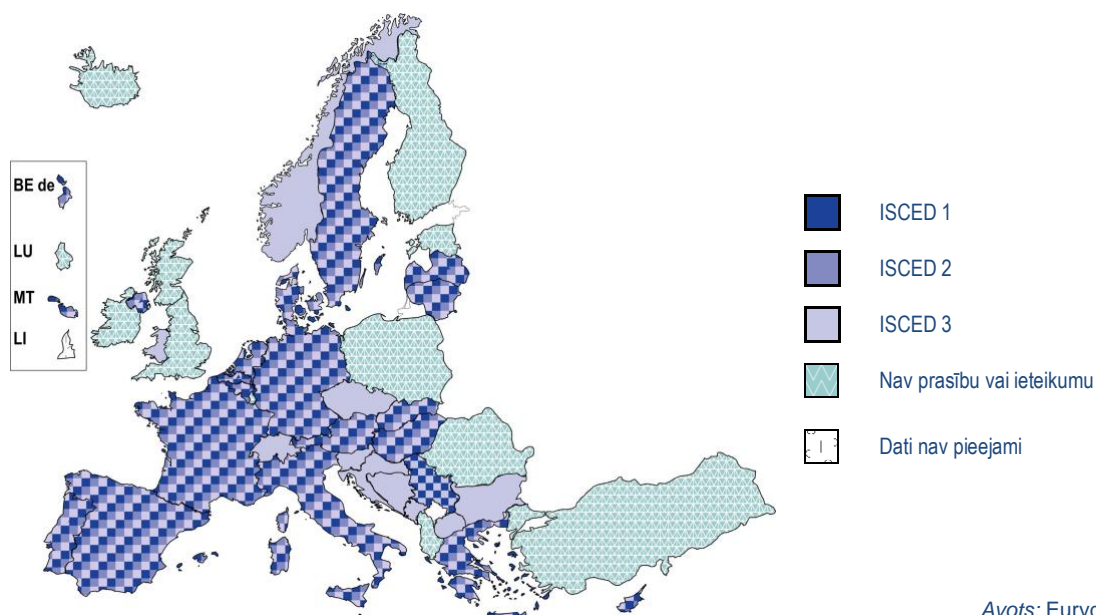 BE de
LU
MT
LI
ISCED 1
ISCED 2
ISCED 3
Nav prasību vai ieteikumu
Dati nav pieejami
Avots: